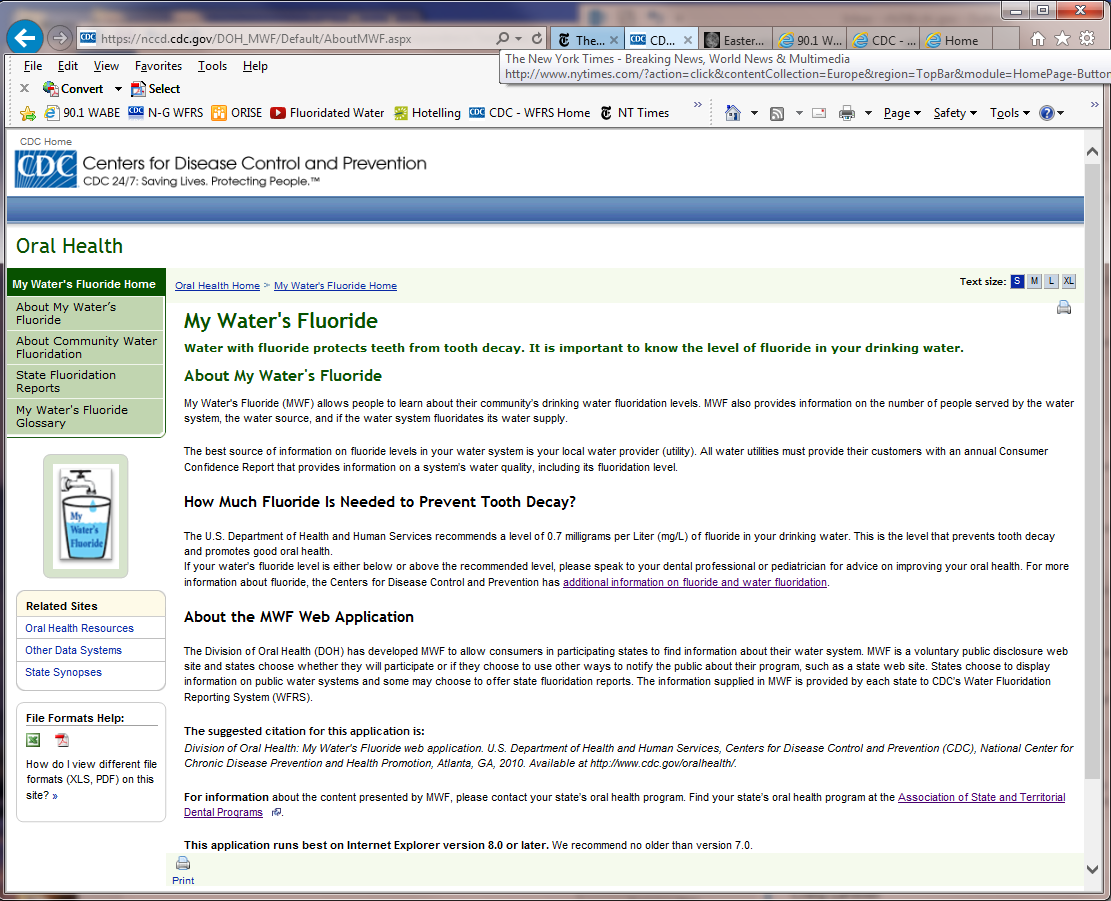 https://nccd.cdc.gov/DOH_MWF/Default/AboutMWF.aspx
The...
CD...
Easter...
90.1 W...
CDC - ...
Home
The New York Times - Breaking News, World News & Multimedia
http://www.nytimes.com/?action=click&contentCollection=Europe&region=TopBar&module=HomePage-Button
File Edit View Favorites Tools Help
Convert Select
90.1 WABE N-G WFRS ORISE Fluoridated Water Hotelling CDC - WFRS Home NT Times » Page Safety Tools »
CDC Home
CDC Centers for Disease Control and Prevention
CDC 24/7: Saving Lives. Protecting People.™
Oral Health
My Water's Fluoride Home
About My Water's
Fluoride
About Community Water
Fluoridation
State Fluoridation
Reports
My Water's Fluoride
Glossary
My
Water's
Fluoride
Related Sites
Oral Health Resources
Other Data Systems
State Synopses
File Formats Help:
How do I view different file
formats (XLS, PDF) on this
site? »
Oral Health Home > My Water's Fluoride Home
Text size: S M L XL
My Water's Fluoride
Water with fluoride protects teeth from tooth decay. It is important to know the level of fluoride in your drinking water.
About My Water's Fluoride
My Water's Fluoride (MWF) allows people to learn about their community's drinking water fluoridation levels. MWF also provides information on the number of people served by the water
system, the water source, and if the water system fluoridates its water supply.
The best source of information on fluoride levels in your water system is your local water provider (utility). All water utilities must provide their customers with an annual Consumer
Confidence Report that provides information on a system's water quality, including its fluoridation level.
How Much Fluoride Is Needed to Prevent Tooth Decay?
The U.S. Department of Health and Human Services recommends a level of 0.7 milligrams per Liter (mg/L) of fluoride in your drinking water. This is the level that prevents tooth decay
and promotes good oral health.
If your water's fluoride level is either below or above the recommended level, please speak to your dental professional or pediatrician for advice on improving your oral health. For more
information about fluoride, the Centers for Disease Control and Prevention has additional information on fluoride and water fluoridation.
About the MWF Web Application
The Division of Oral Health (DOH) has developed MWF to allow consumers in participating states to find information about their water system. MWF is a voluntary public disclosure web
site and states choose whether they will participate or if they choose to use other ways to notify the public about their program, such as a state web site. States choose to display
information on public water systems and some may choose to offer state fluoridation reports. The information supplied in MWF is provided by each state to CDC's Water Fluoridation
Reporting System (WFRS).
The suggested citation for this application is:
Division of Oral Health: My Water's Fluoride web application. U.S. Department of Health and Human Services, Centers for Disease Control and Prevention (CDC), National Center for
Chronic Disease Prevention and Health Promotion, Atlanta, GA, 2010. Available at http://www.cdc.gov/oralhealth/.
For information about the content presented by MWF, please contact your state's oral health program. Find your state's oral health program at the Association of State and Territorial
Dental Programs.
This application runs best on Internet Explorer version 8.0 or later. We recommend no older than version 7.0.
Print